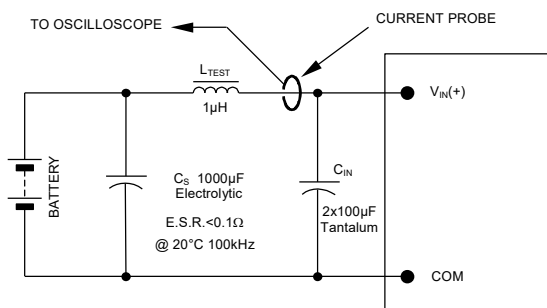 TO OSCILLOSCOPE
CURRENT PROBE
LTEST
1µH
VIN(+)
BATTERY
CS 1000µF
Electrolytic
E.S.R.<0.1Ω
@ 20°C 100kHz
CIN
2x100µF
Tantalum
COM